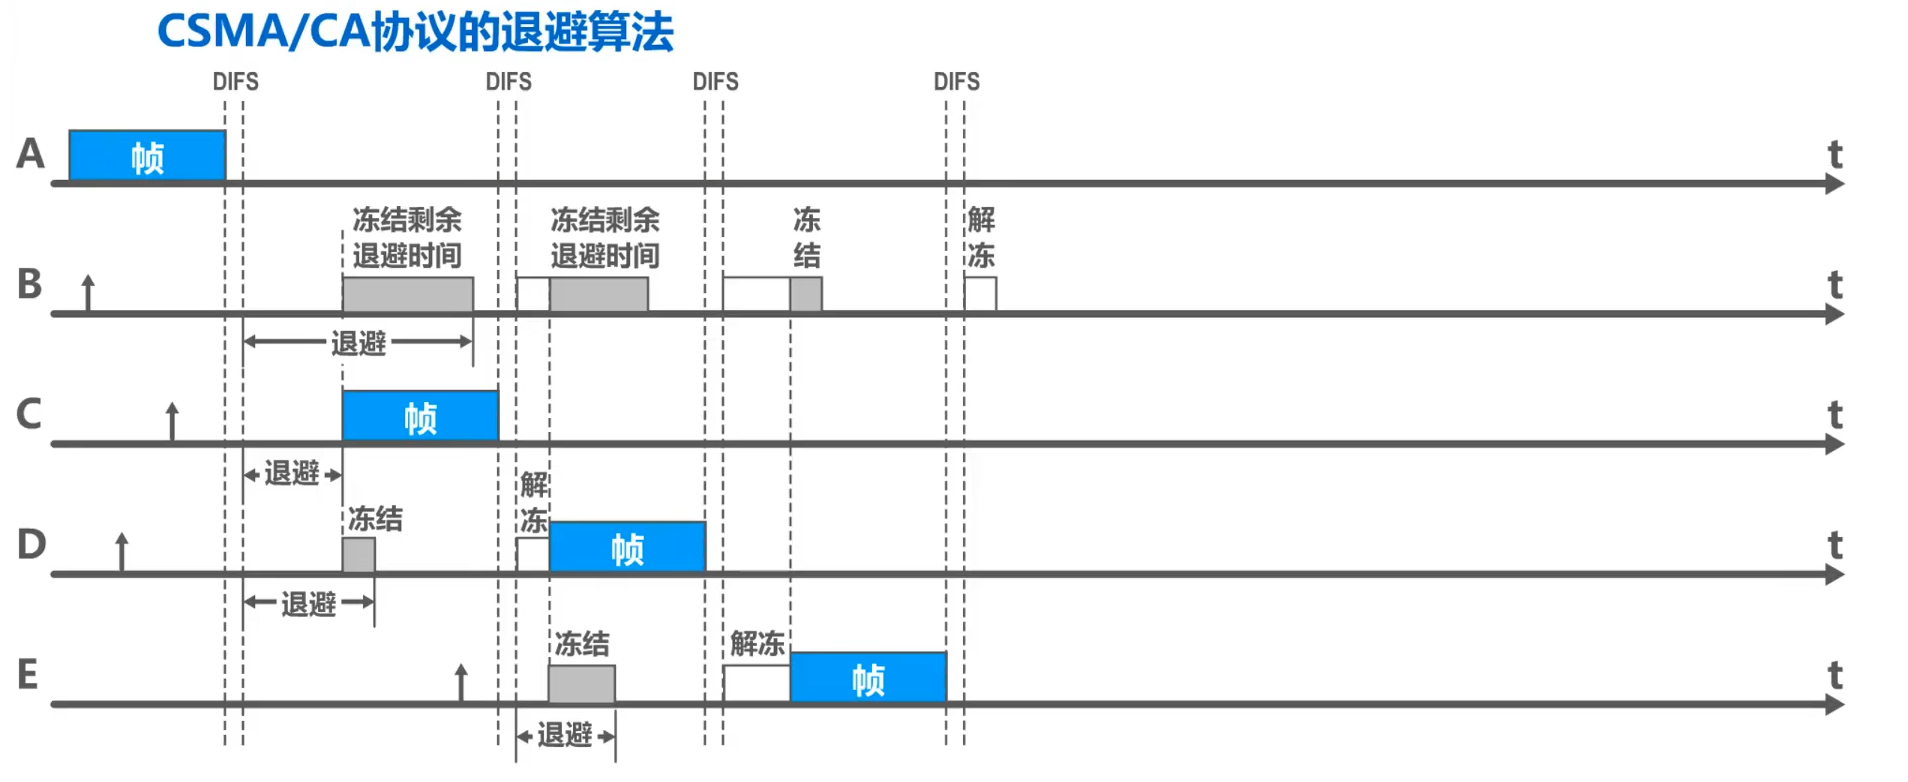 CSMA/CA协议的退避算法
DIFS DIFS DIFS DIFS
A 帧 t
冻结剩余 冻结剩余 冻 解
退避时间 退避时间 结 冻
B t
退避
C 帧 t
退避 解
冻结 冻
D 帧 t
退避
冻结 解冻
E 帧 t
退避